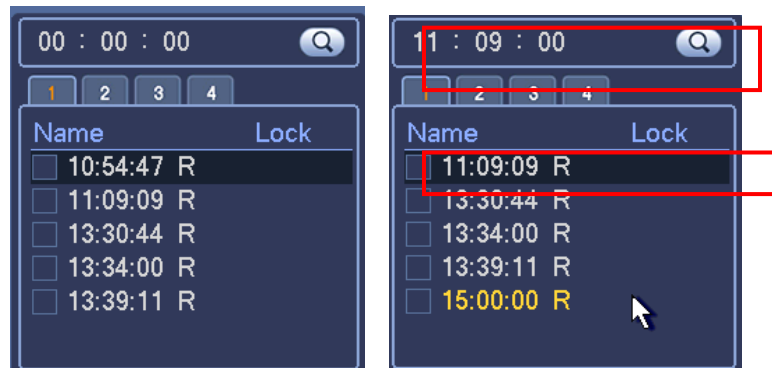 00 : 00 : 00
1 2 3 4
Name Lock
10:54:47 R
11:09:09 R
13:30:44 R
13:34:00 R
13:39:11 R
11 : 09 : 00
1 2 3 4
Name Lock
11:09:09 R
13:30:44 R
13:34:00 R
13:39:11 R
15:00:00 R